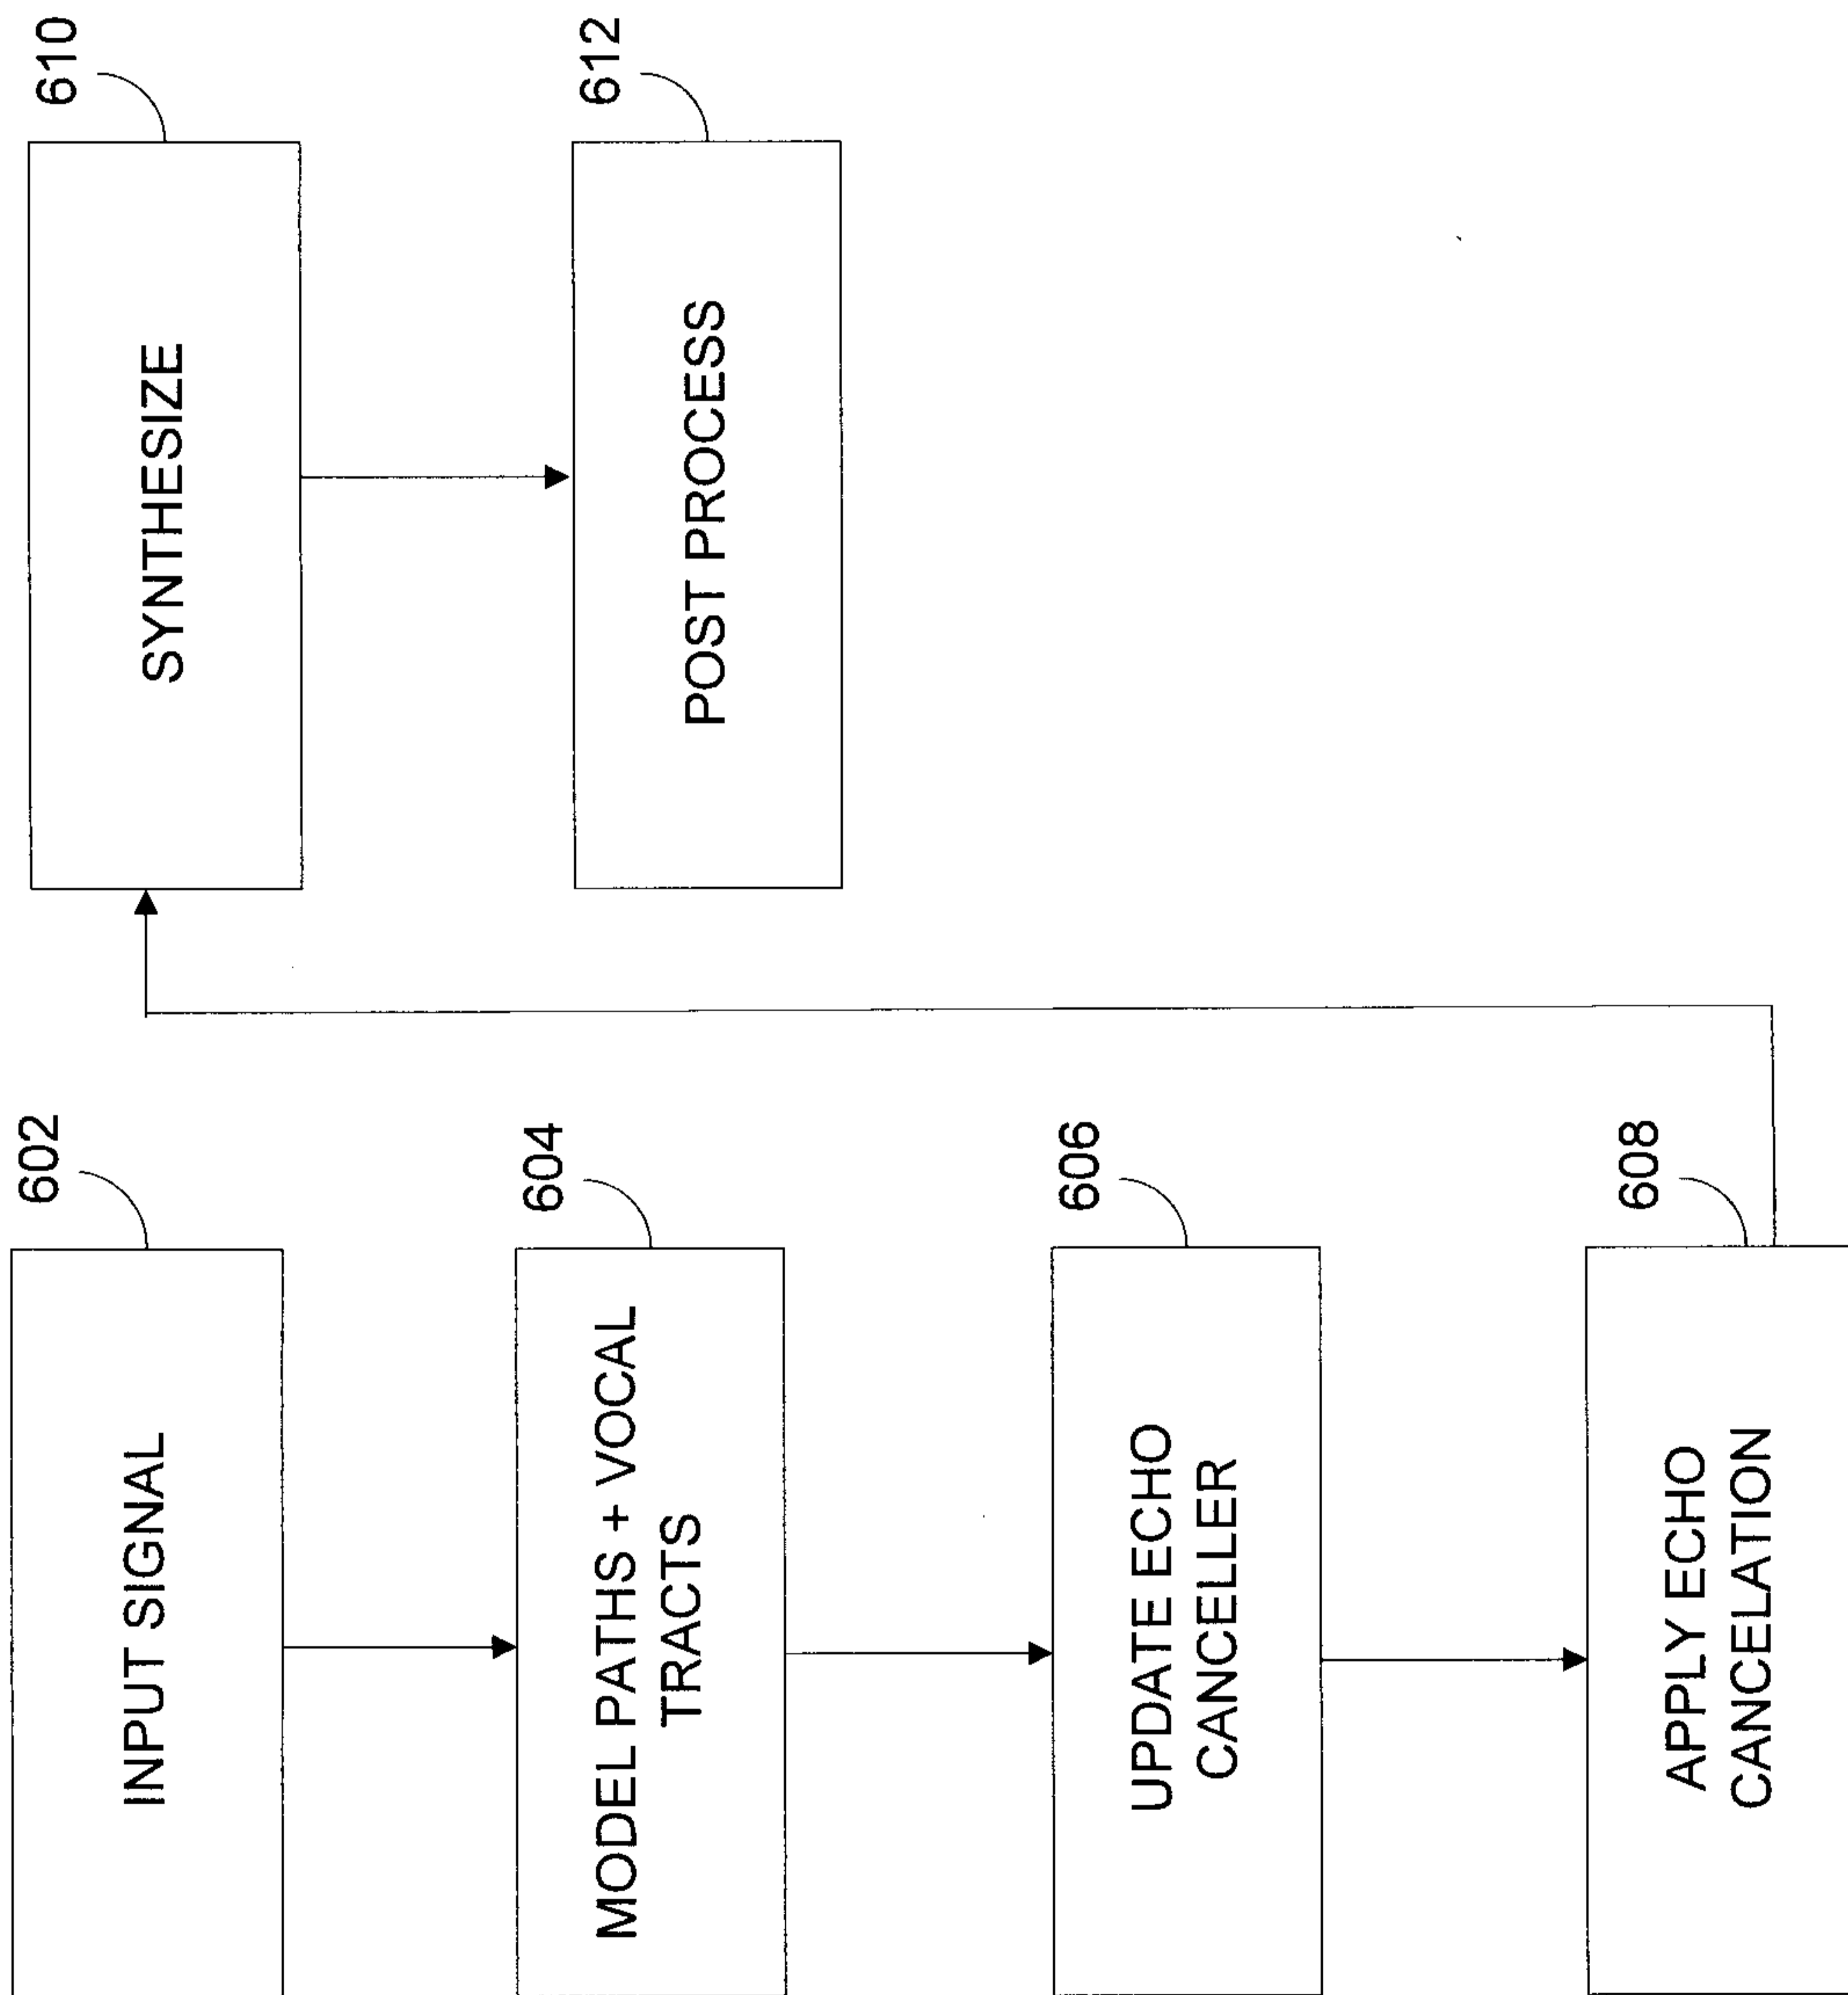 602
INPUT SIGNAL
604
MODEL PATHS + VOCAL
TRACTS
606
UPDATE ECHO
CANCELLER
608
APPLY ECHO
CANCELATION
610
SYNTHESIZE
612
POST PROCESS